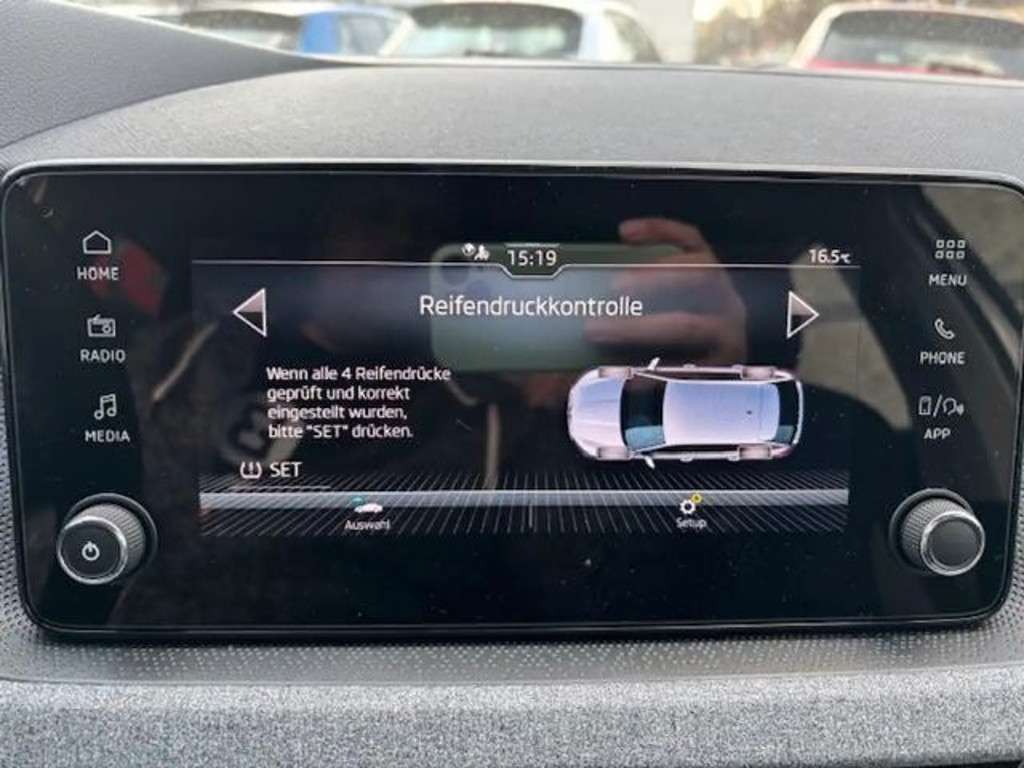 15:19
16.5°C
HOME
Reifendruckkontrolle
MENU
RADIO
PHONE
Wenn alle 4 Reifendrücke
geprüft und korrekt
eingestellt wurden,
bitte "SET" drücken.
MEDIA
APP
SET
Auswahl
Setup